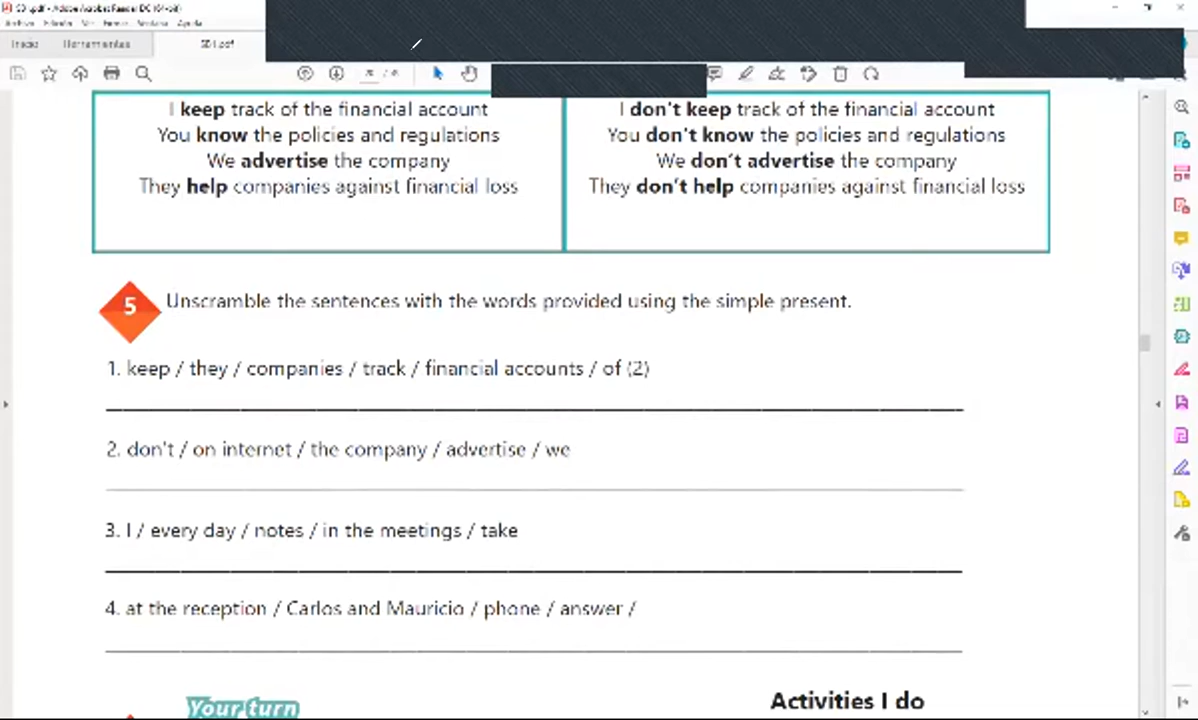 Inicio Herramientas
I keep track of the financial account
You know the policies and regulations
We advertise the company
They help companies against financial loss
I don't keep track of the financial account
You don't know the policies and regulations
We don't advertise the company
They don't help companies against financial loss
5 Unscramble the sentences with the words provided using the simple present.
1. keep / they / companies / track / financial accounts / of (2)
2. don't / on internet / the company / advertise / we
3. I / every day / notes / in the meetings / take
4. at the reception / Carlos and Mauricio / phone / answer /
Your turn
Activities I do